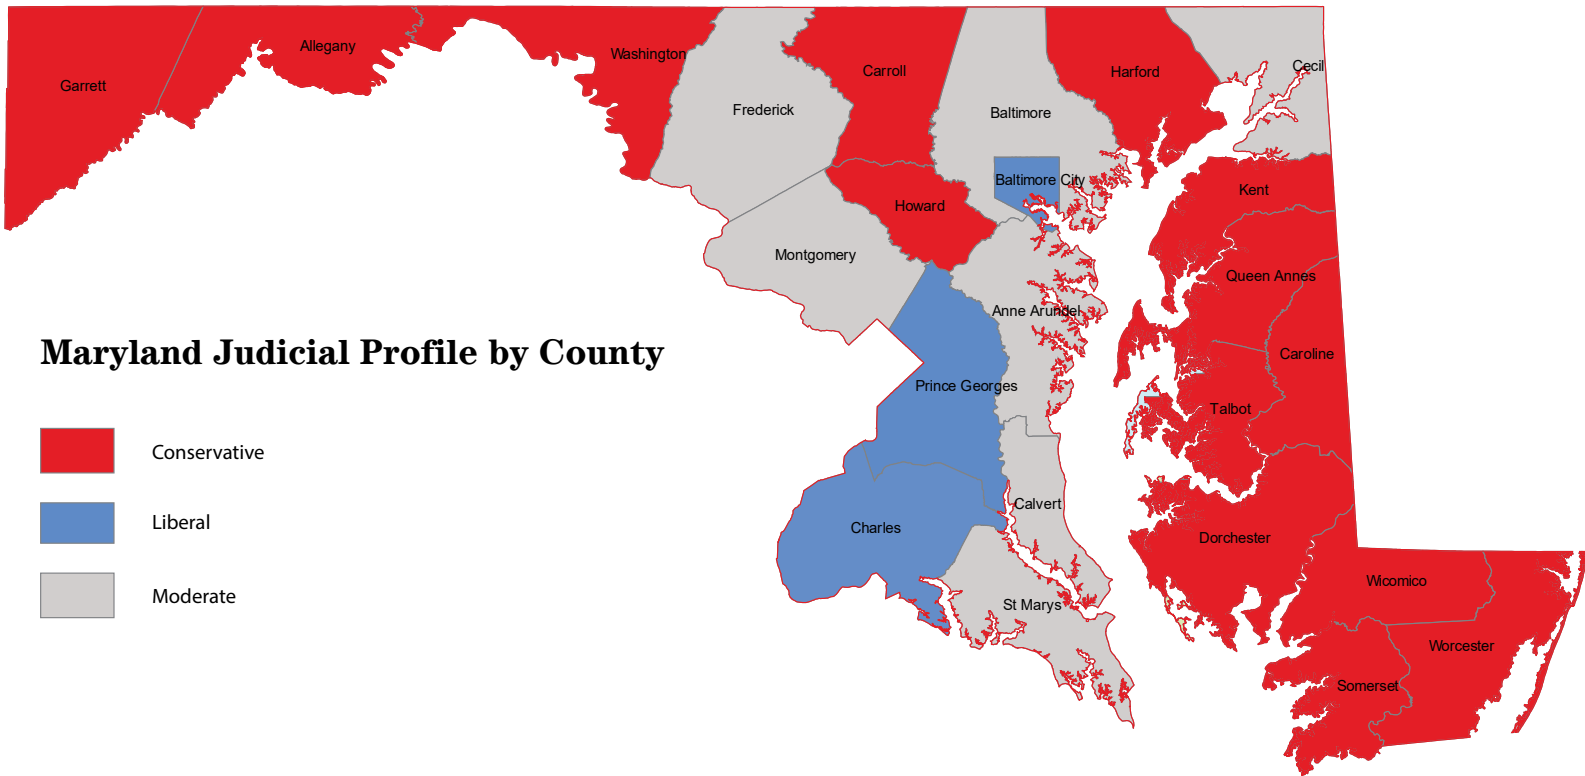 Garrett
Allegany
Washington
Frederick
Carroll
Baltimore
Harford
Cecil
Baltimore City
Howard
Montgomery
Kent
Queen Annes
Anne Arundel
Prince Georges
Caroline
Talbot
Maryland Judicial Profile by County
Conservative
Liberal
Moderate
Calvert
Charles
Dorchester
St Marys
Wicomico
Worcester
Somerset